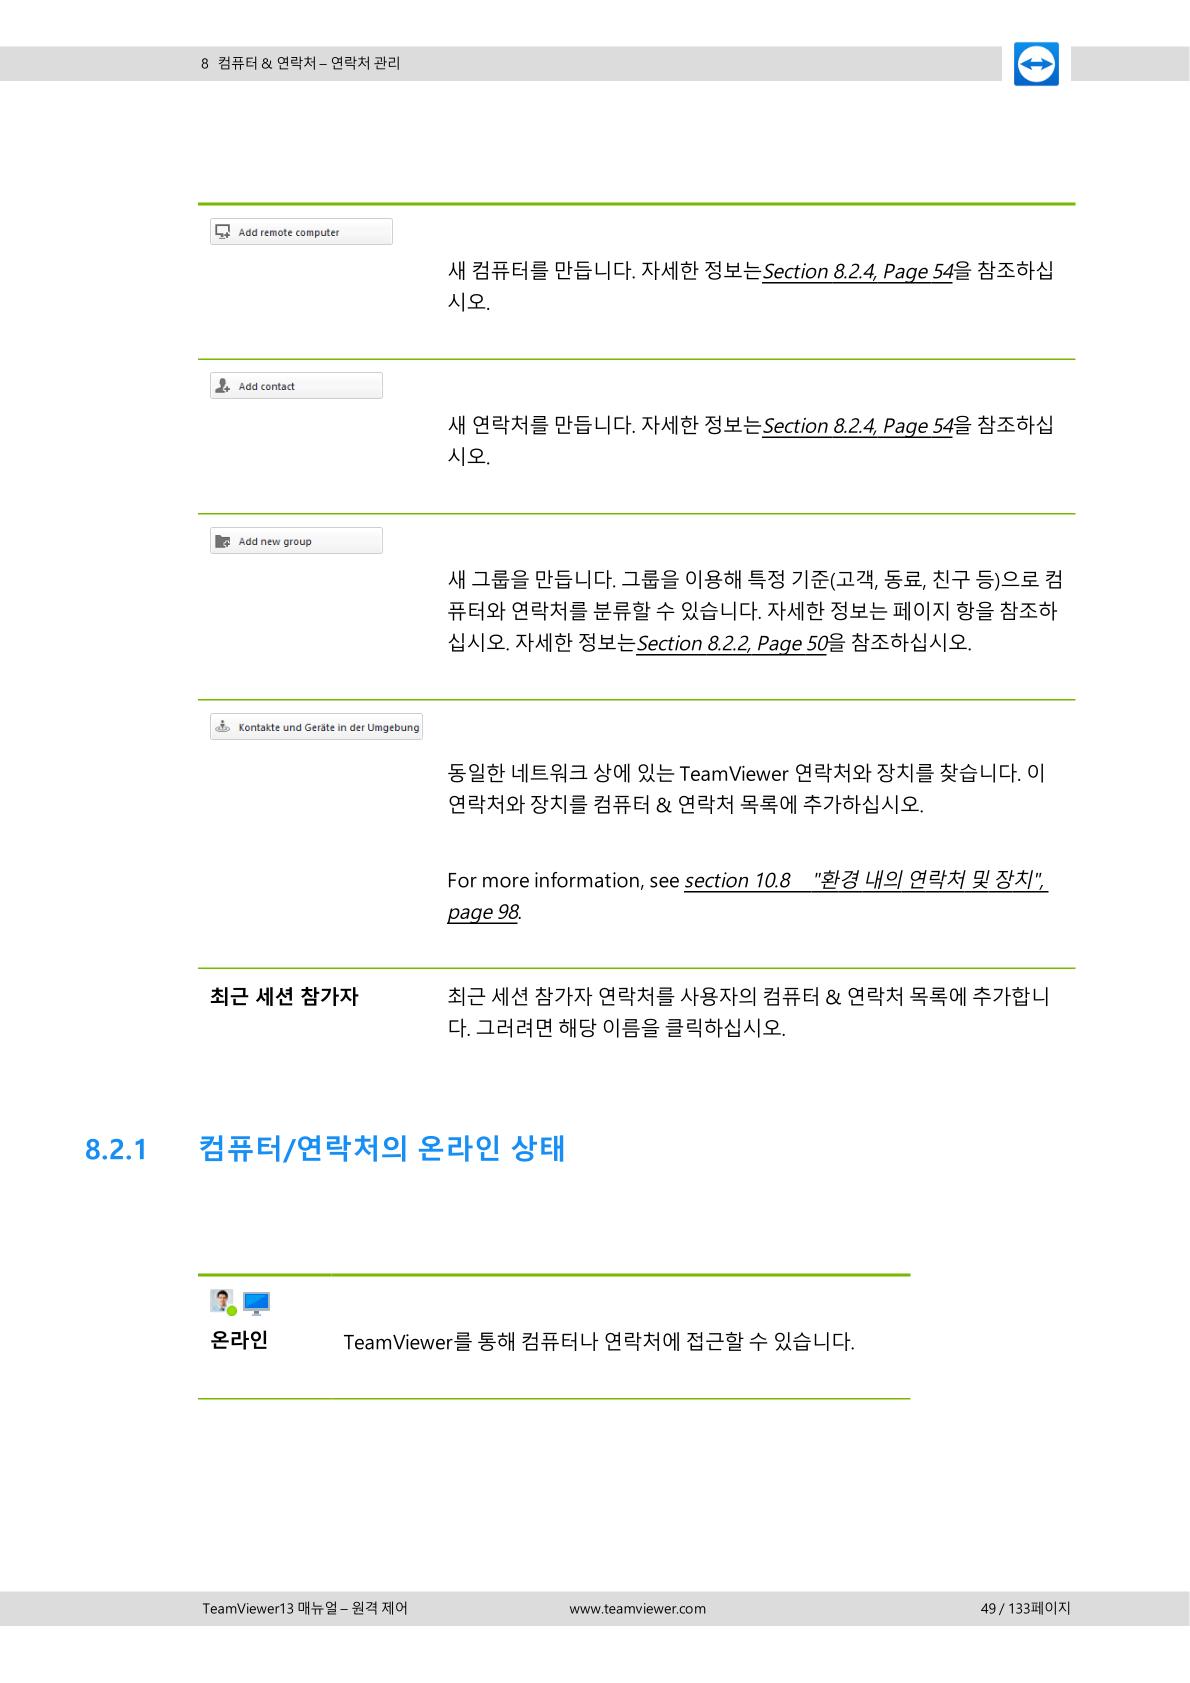 8 컴퓨터 & 연락처 – 연락처 관리
Add remote computer
새 컴퓨터를 만듭니다. 자세한 정보는Section 8.2.4, Page 54을 참조하십
시오.
Add contact
새 연락처를 만듭니다. 자세한 정보는Section 8.2.4, Page 54을 참조하십
시오.
Add new group
새 그룹을 만듭니다. 그룹을 이용해 특정 기준(고객, 동료, 친구 등)으로 컴
퓨터와 연락처를 분류할 수 있습니다. 자세한 정보는 페이지 항을 참조하
십시오. 자세한 정보는Section 8.2.2, Page 50을 참조하십시오.
Kontakte und Geräte in der Umgebung
동일한 네트워크 상에 있는 TeamViewer 연락처와 장치를 찾습니다. 이
연락처와 장치를 컴퓨터 & 연락처 목록에 추가하십시오.
For more information, see section 10.8 "환경 내의 연락처 및 장치",
page 98.
최근 세션 참가자 최근 세션 참가자 연락처를 사용자의 컴퓨터 & 연락처 목록에 추가합니
다. 그러려면 해당 이름을 클릭하십시오.
8.2.1 컴퓨터/연락처의 온라인 상태
온라인 TeamViewer를 통해 컴퓨터나 연락처에 접근할 수 있습니다.
TeamViewer13 매뉴얼 – 원격 제어 www.teamviewer.com 49 / 133페이지